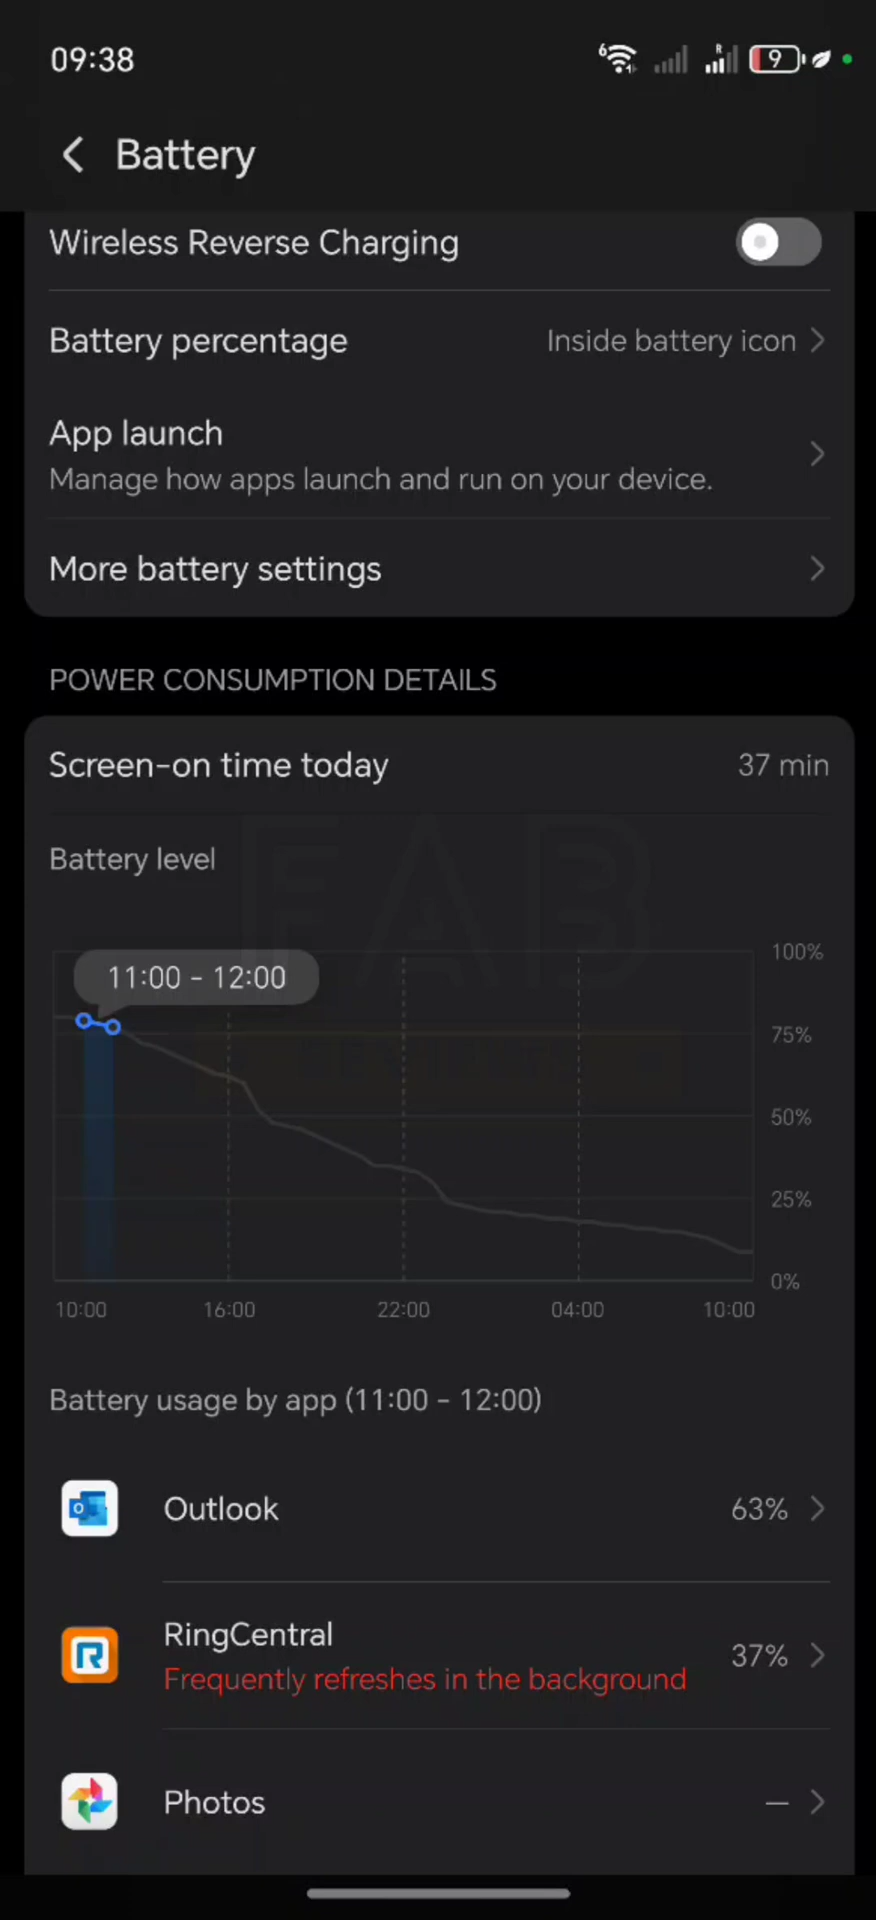 09:38
6
R
9
Battery
Wireless Reverse Charging
Battery percentage Inside battery icon
App launch
Manage how apps launch and run on your device.
More battery settings
POWER CONSUMPTION DETAILS
Screen-on time today 37 min
FAB
Battery level
100%
11:00 - 12:00
75%
50%
25%
0%
10:00 16:00 22:00 04:00 10:00
Battery usage by app (11:00 - 12:00)
Outlook 63%
RingCentral 37%
Frequently refreshes in the background
Photos —